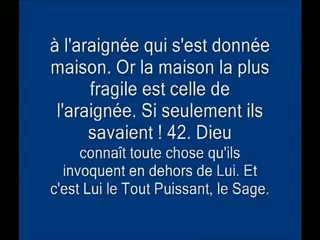 à l'araignée qui s'est donnée
maison. Or la maison la plus
fragile est celle de
l'araignée. Si seulement ils
savaient ! 42. Dieu
connaît toute chose qu'ils
invoquent en dehors de Lui. Et
c'est Lui le Tout Puissant, le Sage.